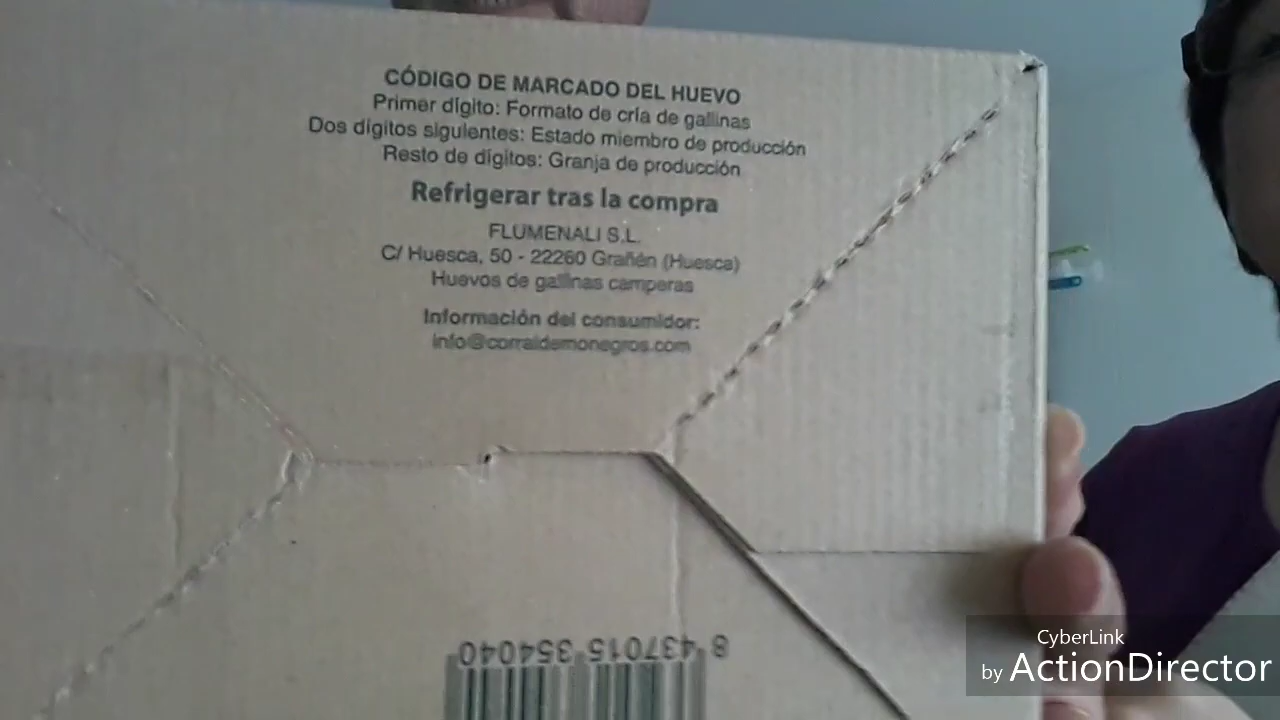 CÓDIGO DE MARCADO DEL HUEVO
Primer dígito: Formato de cría de gallinas
Dos dígitos siguientes: Estado miembro de producción
Resto de dígitos: Granja de producción
Refrigerar tras la compra
FLUMENALI S.L.
C/ Huesca, 50 - 22260 Grañén (Huesca)
Huevos de gallinas camperas
Información del consumidor:
info@corraldemonegros.com
8 437015 354040
CyberLink
by ActionDirector